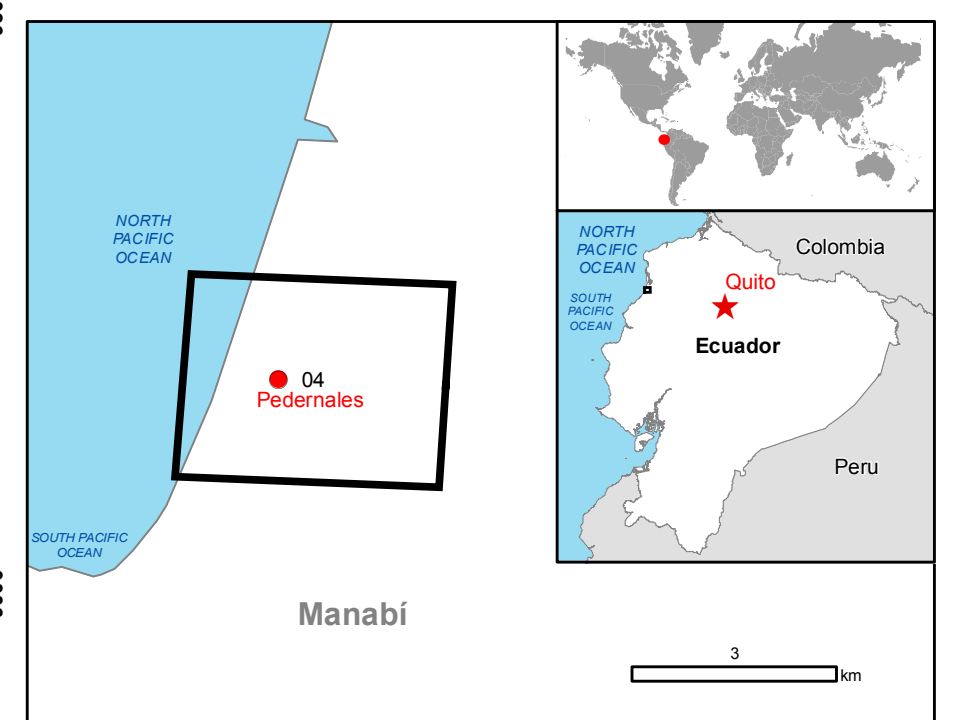 NORTH
PACIFIC
OCEAN
04
Pedernales
SOUTH PACIFIC
OCEAN
Manabí
3
km
NORTH
PACIFIC
OCEAN
SOUTH
PACIFIC
OCEAN
Colombia
Quito
Ecuador
Peru